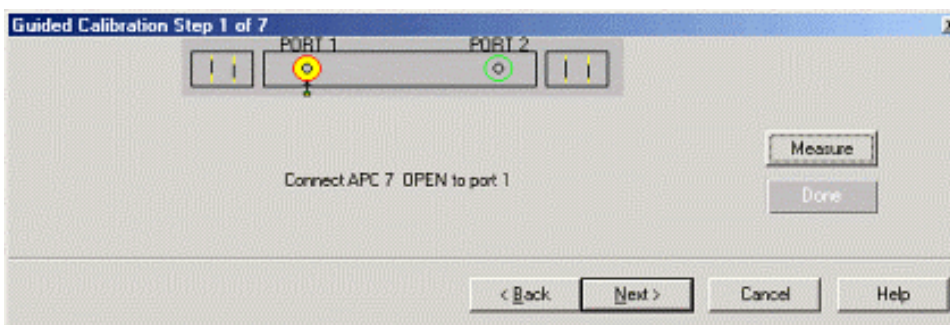 Guided Calibration Step 1 of 7
PORT 1 PORT 2
Measure
Connect APC 7 OPEN to port 1
Done
< Back Next > Cancel Help